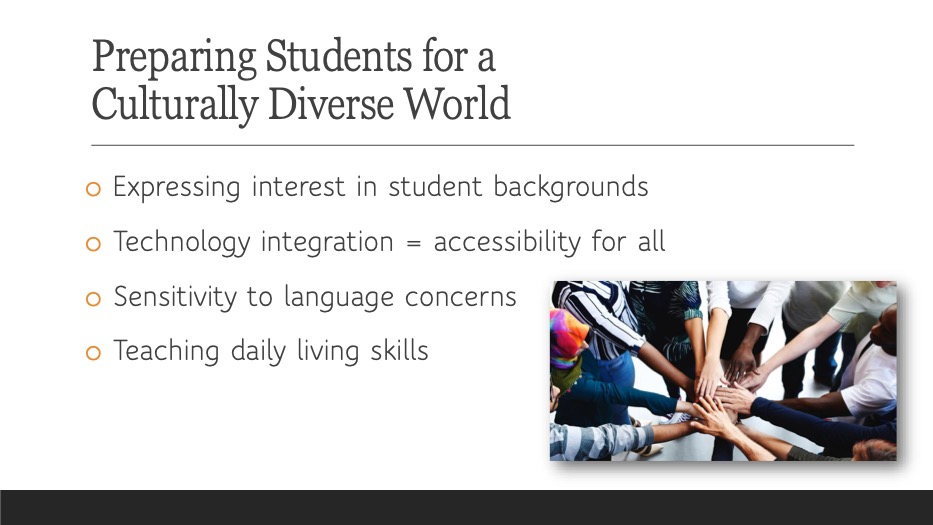 Preparing Students for a
Culturally Diverse World
Expressing interest in student backgrounds
Technology integration = accessibility for all
Sensitivity to language concerns
Teaching daily living skills